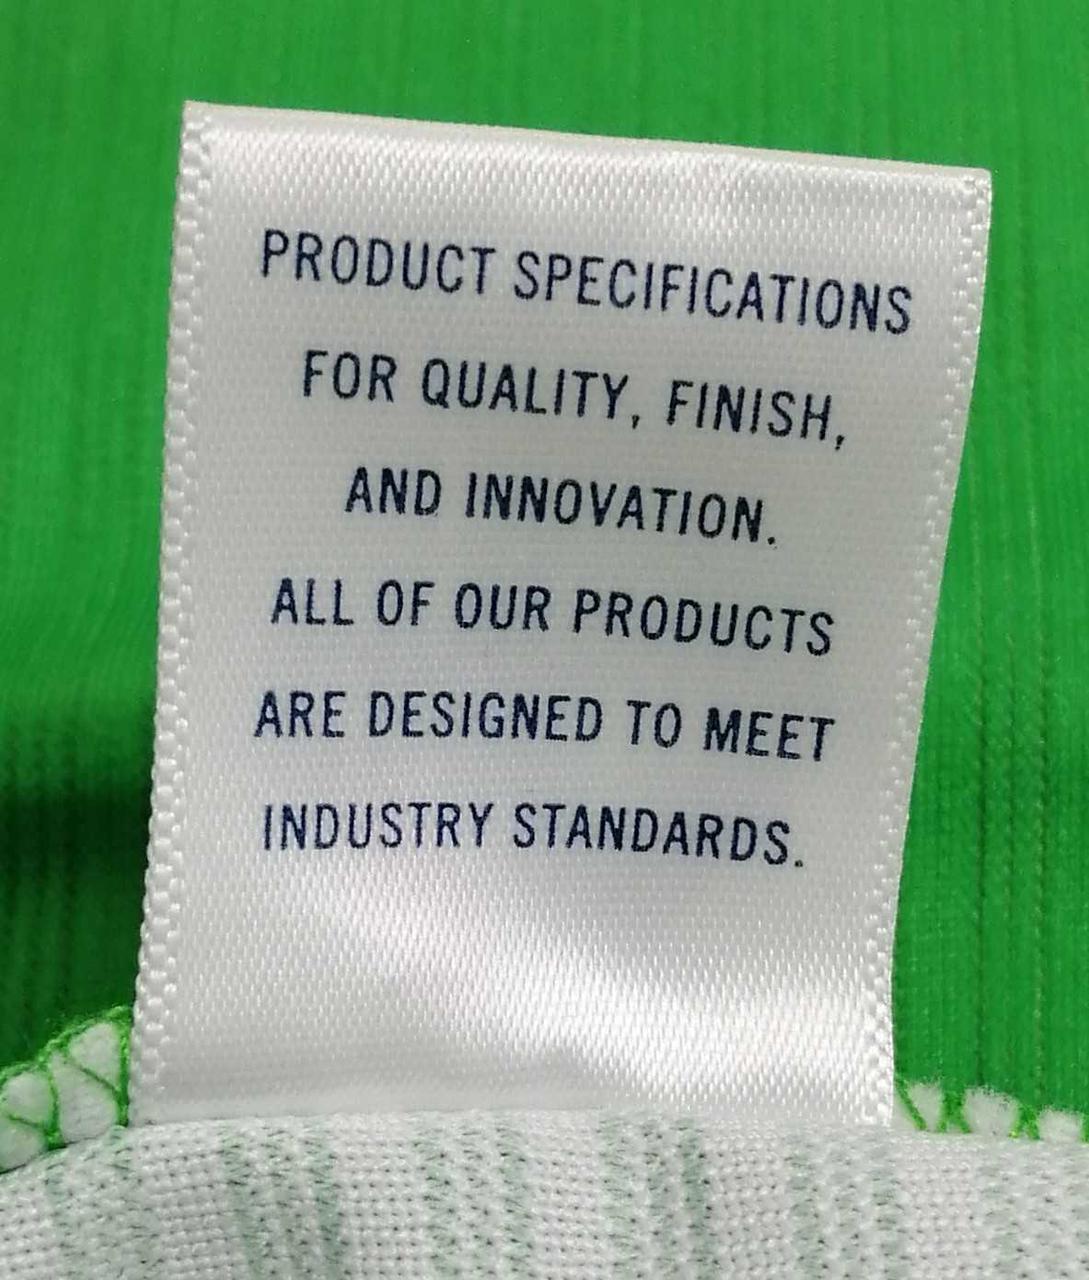 PRODUCT SPECIFICATIONS
FOR QUALITY, FINISH,
AND INNOVATION.
ALL OF OUR PRODUCTS
ARE DESIGNED TO MEET
INDUSTRY STANDARDS.